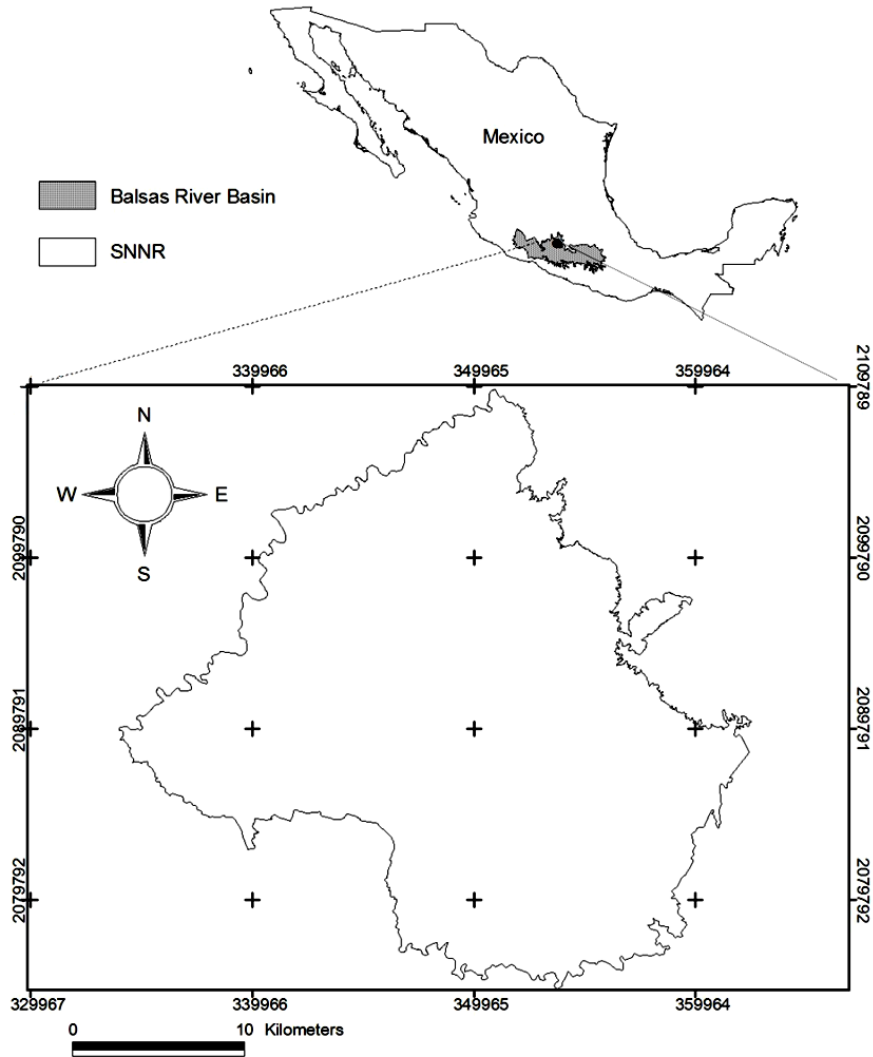 Mexico
Balsas River Basin
SNNR
339966 349965 359964
2109789
N
W E
S
2099790 2099790
2089791 2089791
2079792 2079792
329967 339966 349965 359964
0 10 Kilometers